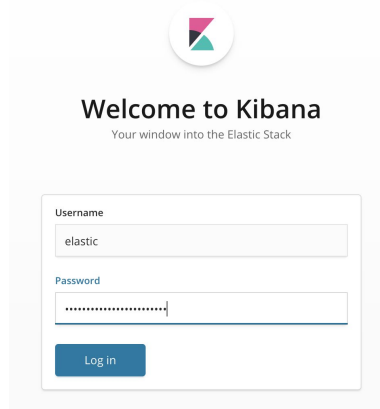 Welcome to Kibana
Your window into the Elastic Stack
Username
elastic
Password
••••••••••••••••••••••••
Log in